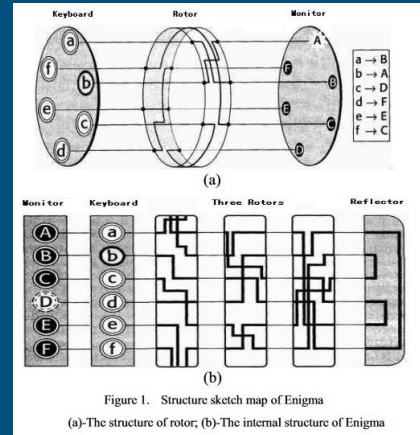 Keyboard Rotor Monitor
a
A
f
F
b
B
e
E
c
C
d
D
a → B
b → A
c → D
d → F
e → E
f → C
(a)
Monitor Keyboard Three Rotors Reflector
A a
B b
C c
D d
E e
F f
(b)
Figure 1. Structure sketch map of Enigma
(a)-The structure of rotor; (b)-The internal structure of Enigma